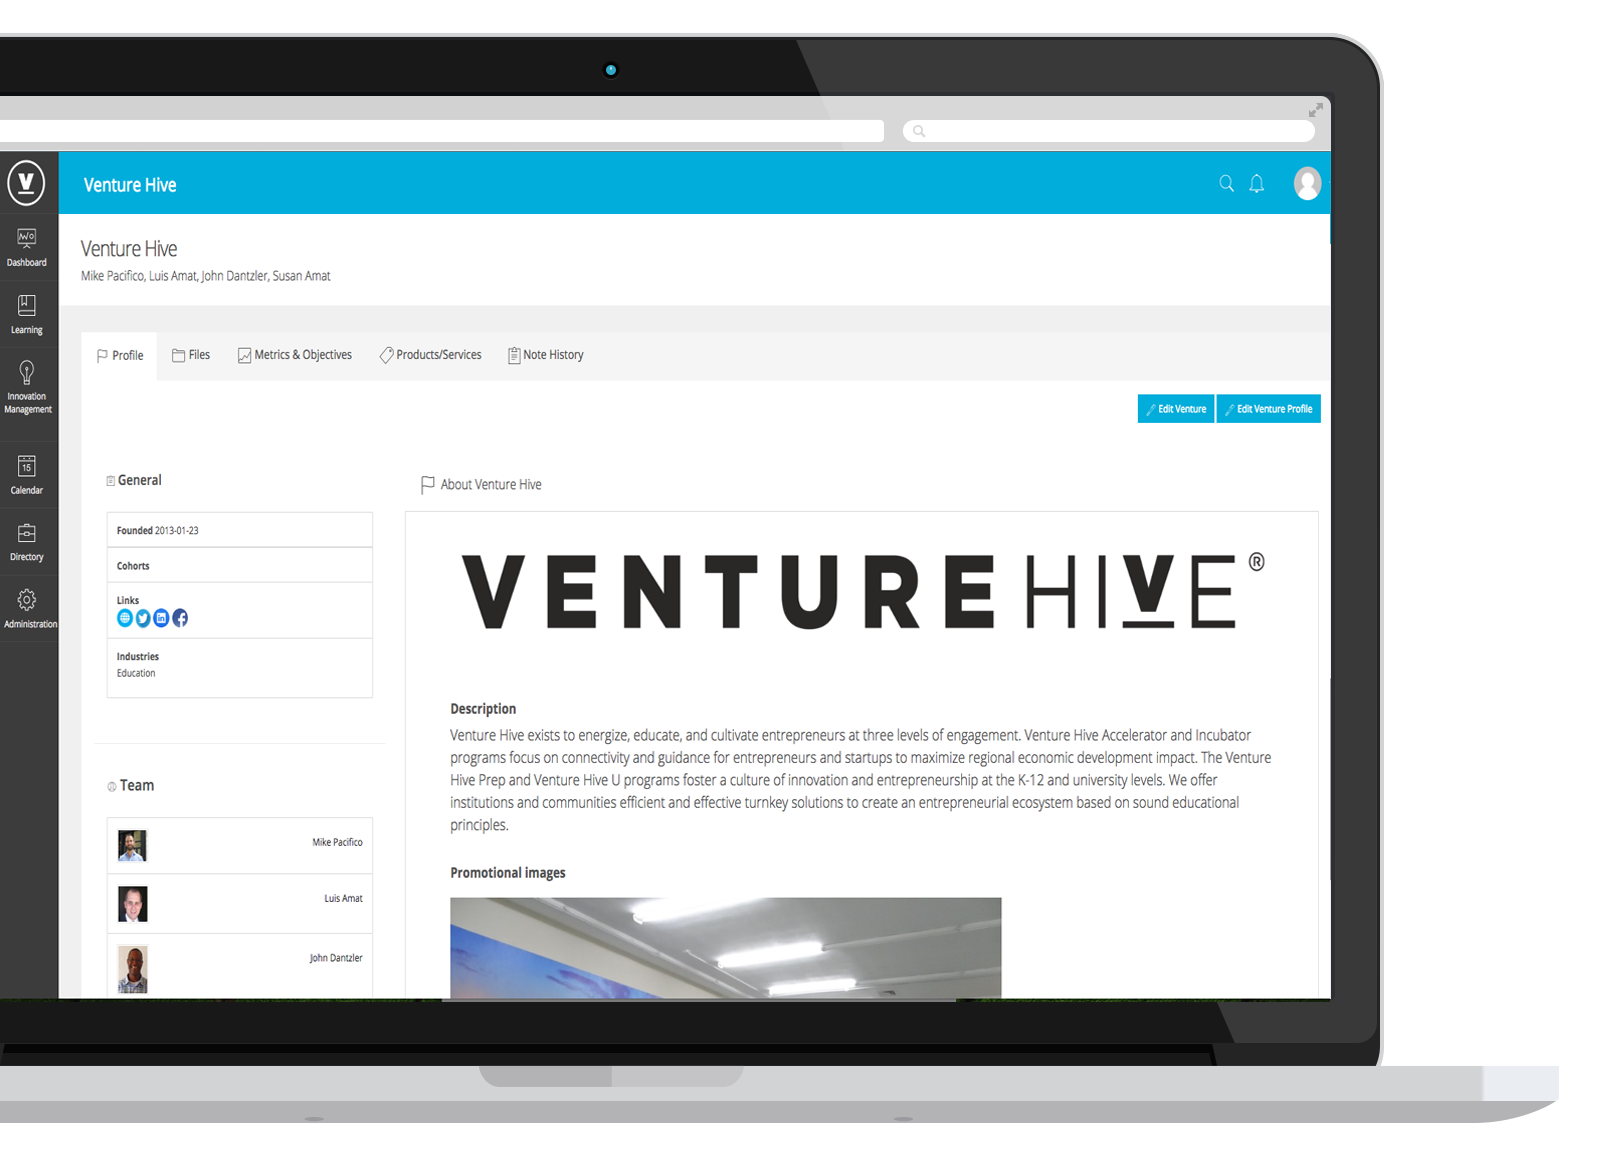 V
Venture Hive
Dashboard
Learning
Innovation
Management
15
Calendar
Directory
Administration
Venture Hive
Mike Pacifico, Luis Amat, John Dantzler, Susan Amat
Profile
Files
Metrics & Objectives
Products/Services
Note History
Edit Venture
Edit Venture Profile
General
Founded 2013-01-23
Cohorts
Links
in
f
Industries
Education
Team
Mike Pacifico
Luis Amat
John Dantzler
About Venture Hive
VENTURE HIVE®
Description
Venture Hive exists to energize, educate, and cultivate entrepreneurs at three levels of engagement. Venture Hive Accelerator and Incubator
programs focus on connectivity and guidance for entrepreneurs and startups to maximize regional economic development impact. The Venture
Hive Prep and Venture Hive U programs foster a culture of innovation and entrepreneurship at the K-12 and university levels. We offer
institutions and communities efficient and effective turnkey solutions to create an entrepreneurial ecosystem based on sound educational
principles.
Promotional images